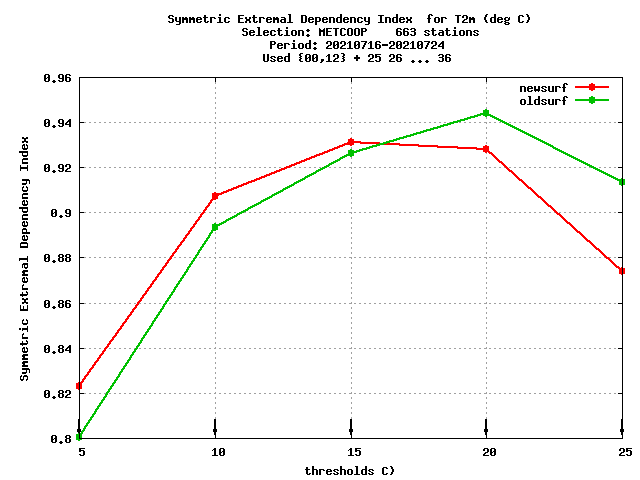 Symmetric Extremal Dependency Index  for T2m (deg C)
Selection: METCOOP    663 stations
Period: 20210716-20210724
Used {00,12} + 25 26 ... 36
newsurf
oldsurf
Symmetric Extremal Dependency Index
0.96
0.94
0.92
0.9
0.88
0.86
0.84
0.82
0.8
5 10 15 20 25
thresholds C)